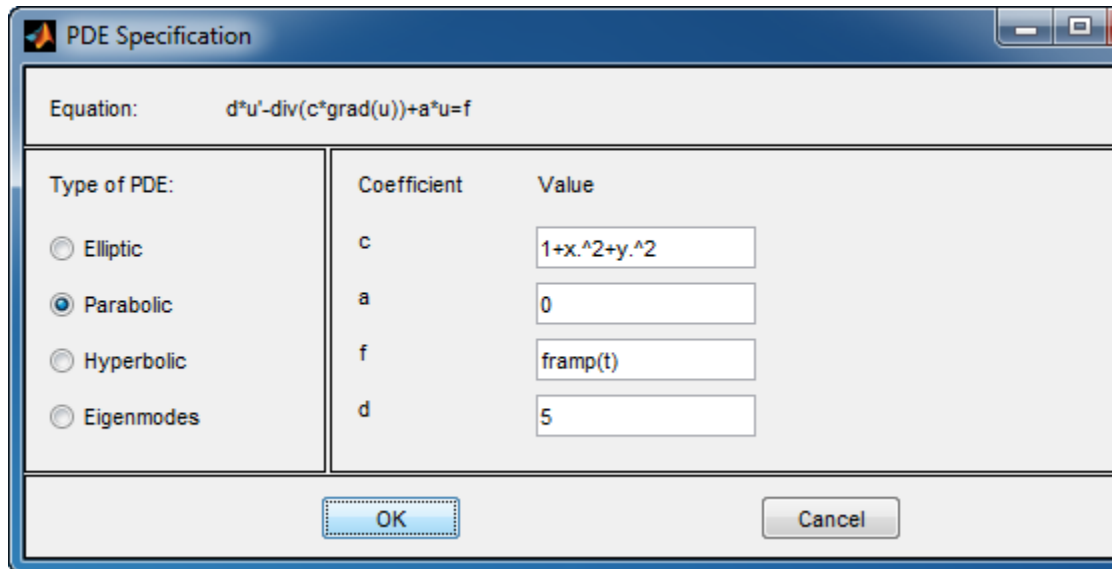 PDE Specification
Equation: d*u'-div(c*grad(u))+a*u=f
Type of PDE:
Elliptic
Parabolic
Hyperbolic
Eigenmodes
Coefficient Value
c 1+x.^2+y.^2
a 0
f framp(t)
d 5
OK Cancel